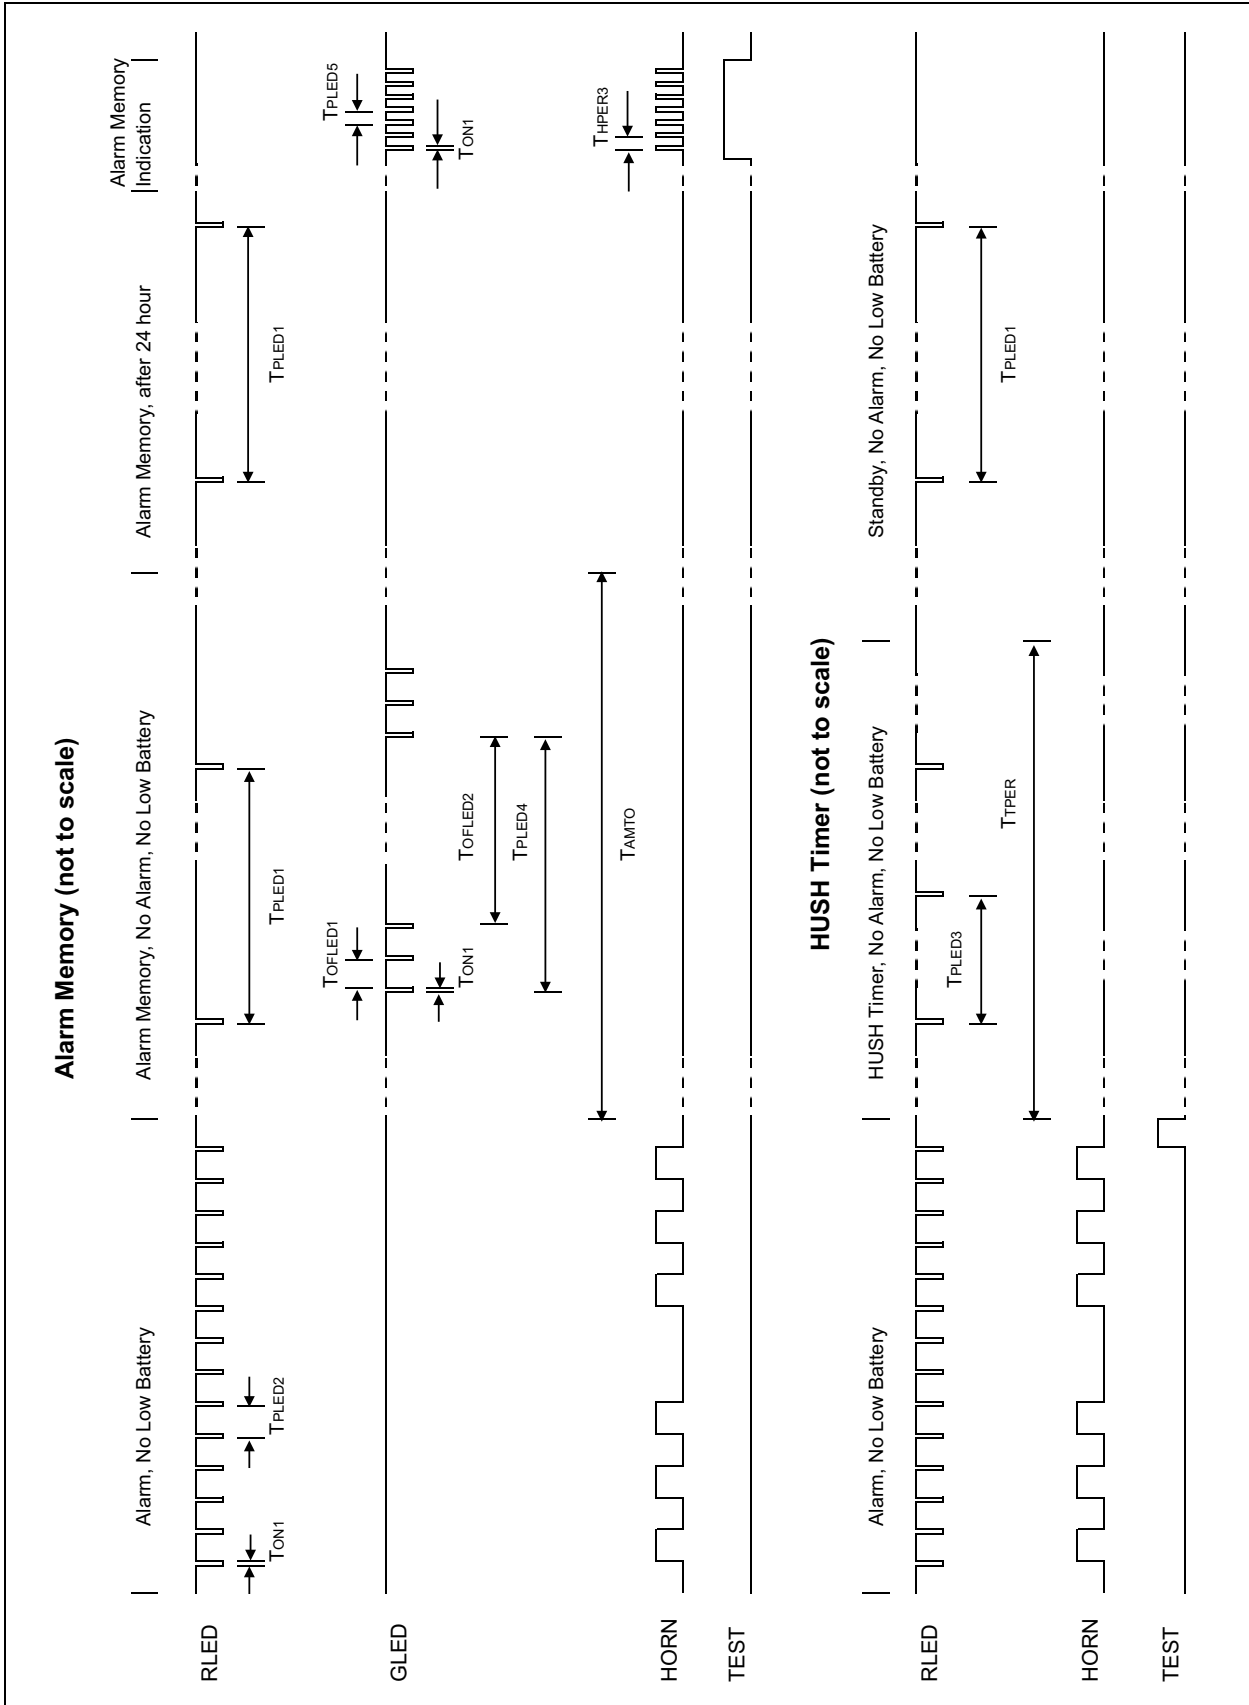 Alarm Memory (not to scale)
Alarm, No Low Battery
Alarm Memory, No Alarm, No Low Battery
Alarm Memory, after 24 hour
Alarm Memory
Indication
RLED
TON1
TPLED2
TPLED1
TPLED1
GLED
TOFLED1
TON1
TOFLED2
TPLED4
TPLED5
TON1
TAMTO
HORN
THPER3
TEST
HUSH Timer (not to scale)
Alarm, No Low Battery
HUSH Timer, No Alarm, No Low Battery
Standby, No Alarm, No Low Battery
RLED
TPLED3
TPLED1
TTPER
HORN
TEST